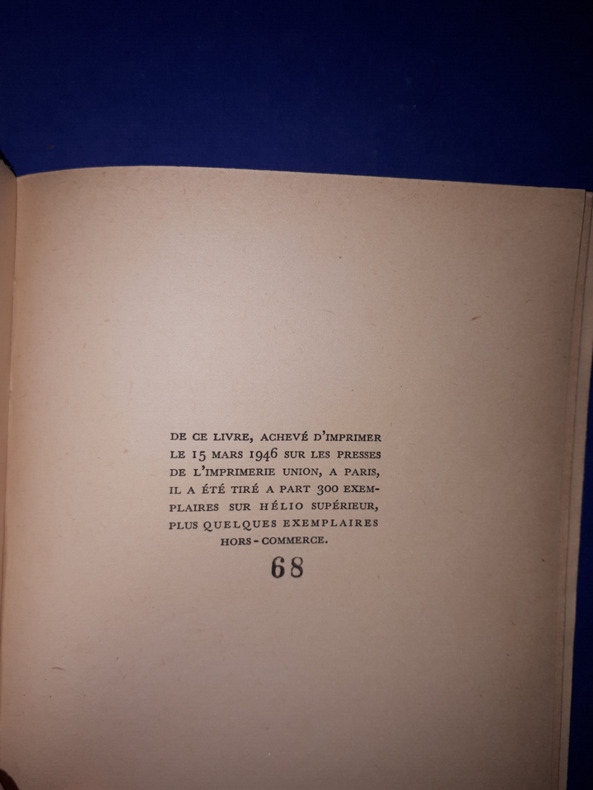 DE CE LIVRE, ACHEVÉ D'IMPRIMER
LE 15 MARS 1946 SUR LES PRESSES
DE L'IMPRIMERIE UNION, A PARIS,
IL A ÉTÉ TIRÉ A PART 300 EXEM-
PLAIRES SUR HÉLIO SUPÉRIEUR,
PLUS QUELQUES EXEMPLAIRES
HORS-COMMERCE.
68